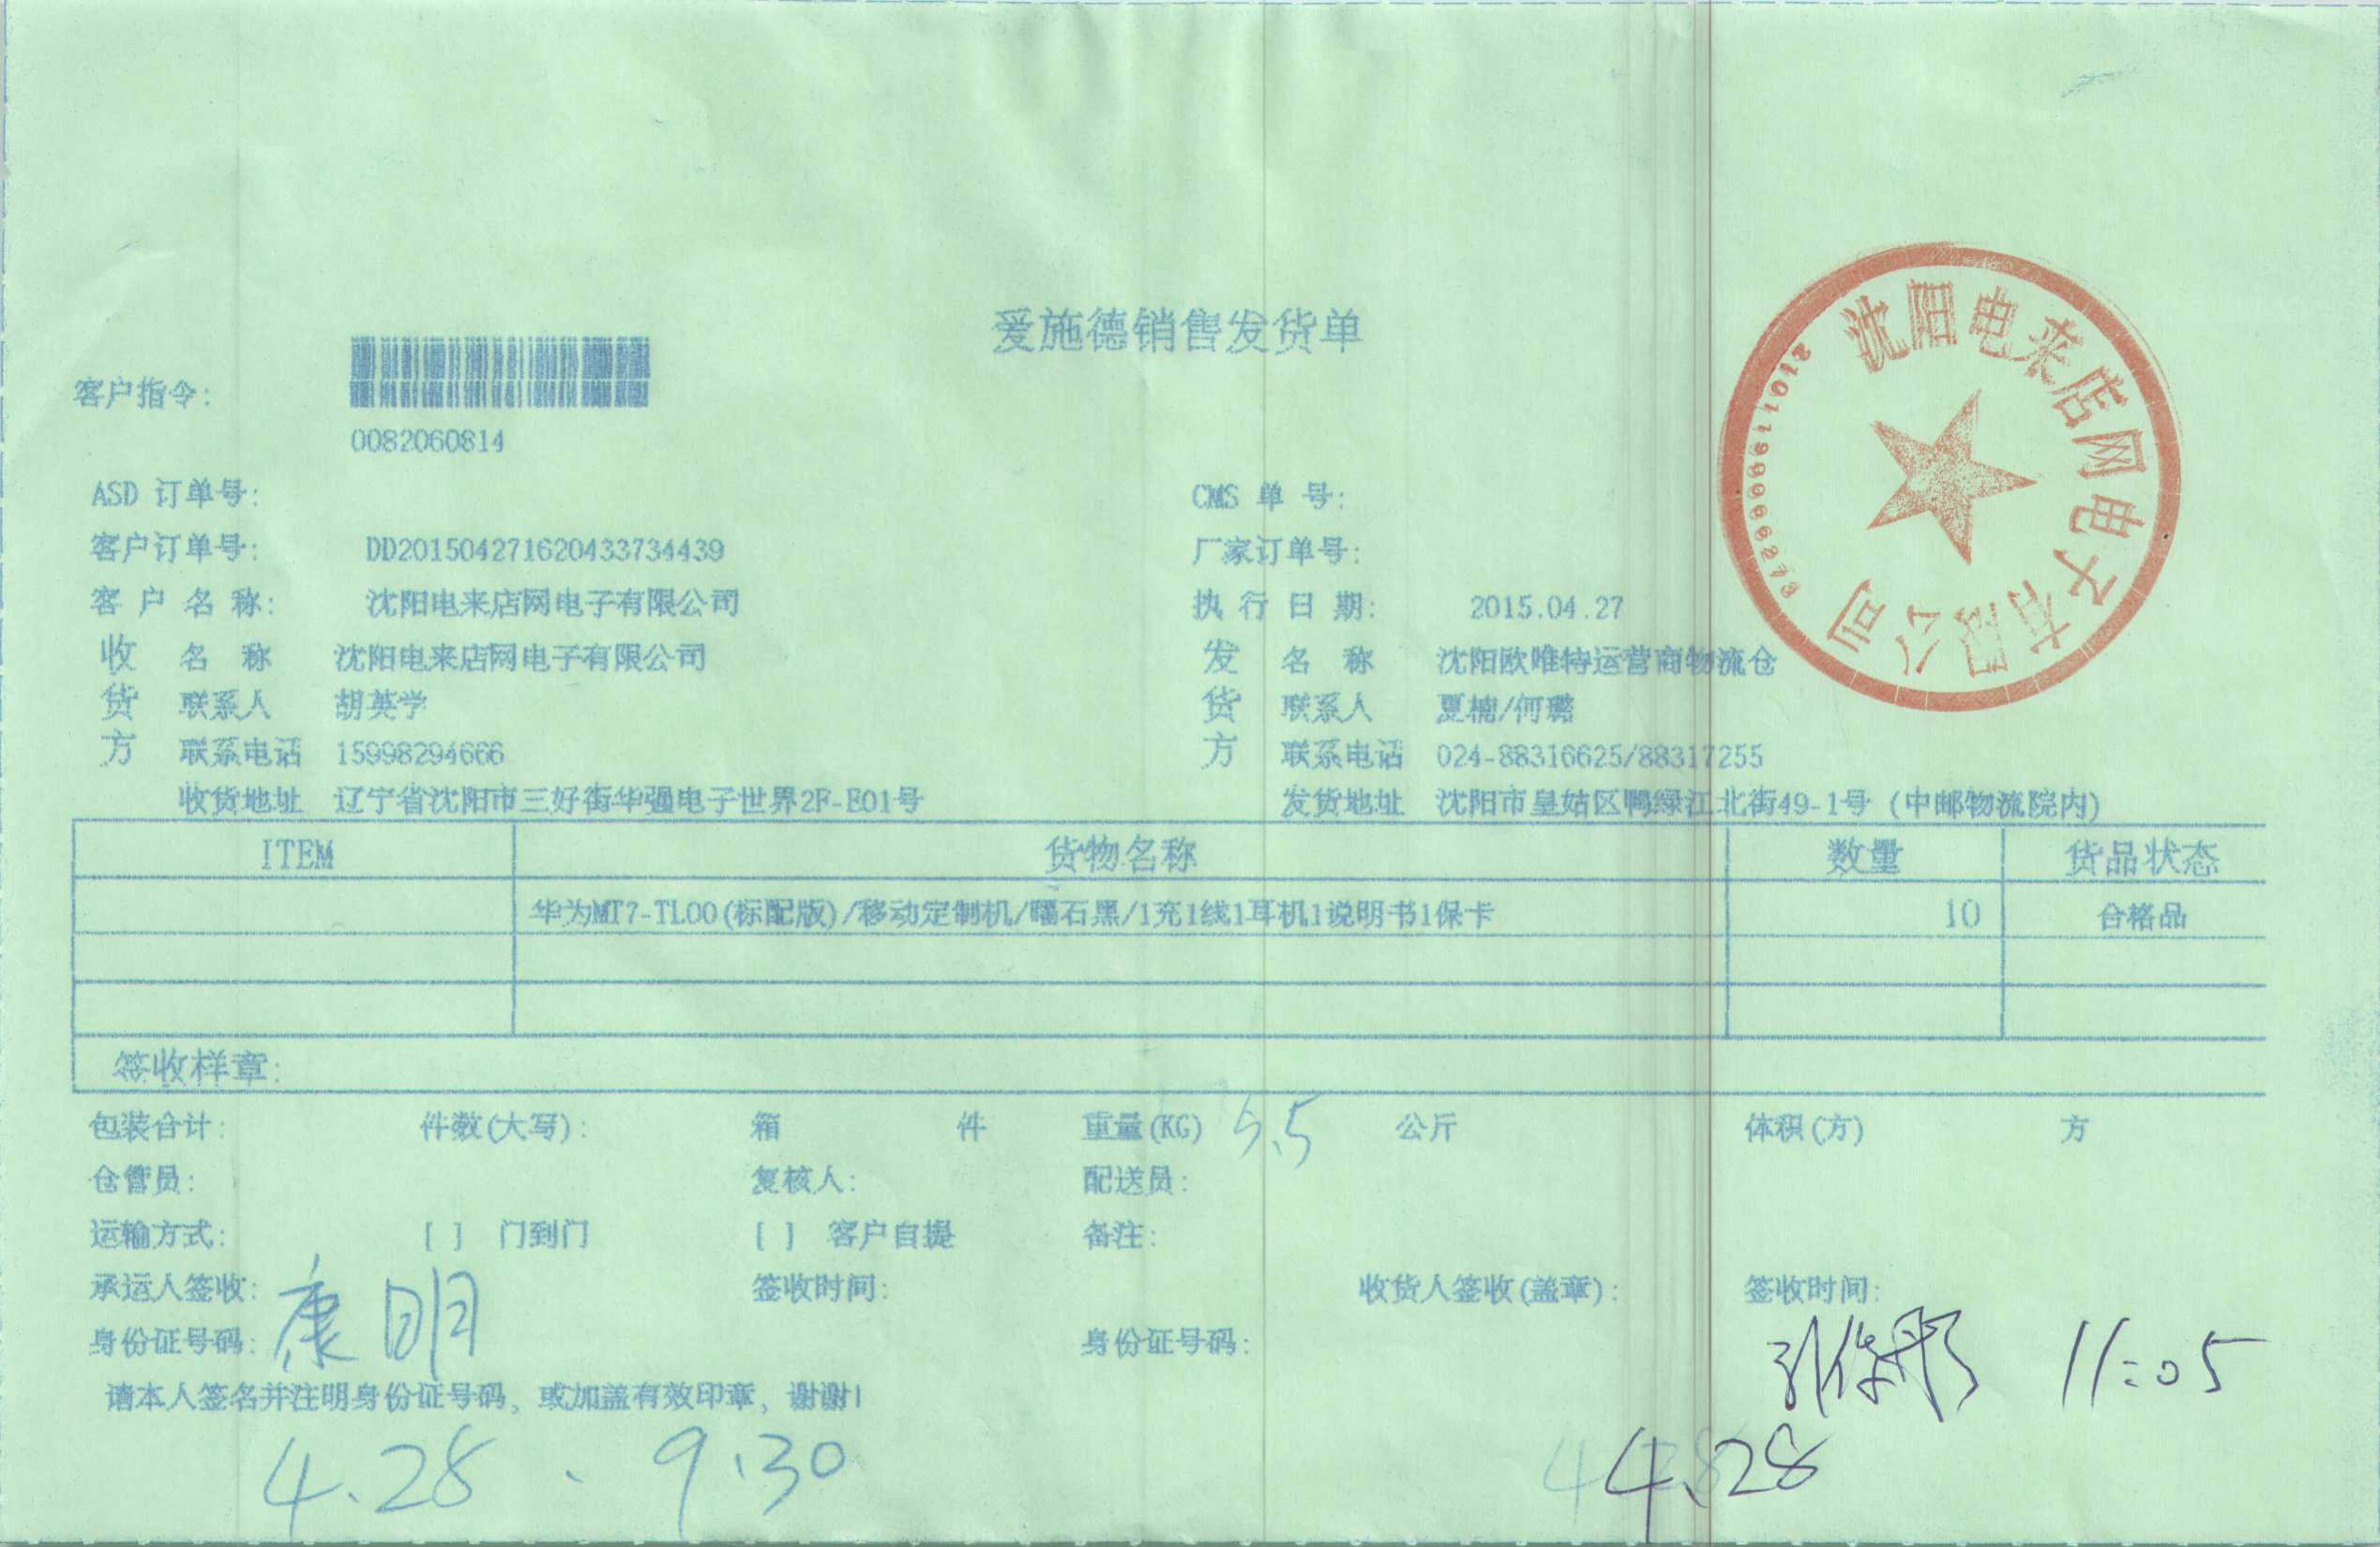 爱施德销售发货单
客户指令:
0082060814
ASD 订单号: CMS 单 号:
客户订单号: DD20150427162043373​4439 厂家订单号:
客 户 名 称: 沈阳电来店网电子有限公司 执 行 日 期: 2015.04.27
收 名 称 沈阳电来店网电子有限公司 发 名 称 沈阳欧唯特运营商物流仓
货 联系人 胡英学 货 联系人 夏楠/何璐
方 联系电话 15998294666 方 联系电话 024-88316625/88317255
收货地址 辽宁省沈阳市三好街华强电子世界2F-E01号 发货地址 沈阳市皇姑区鸭绿江北街49-1号 (中邮物流院内)
沈阳电来店网电子有限公司
ITEM 货物名称 数量 货品状态
华为MT7-TL00(标配版)/移动定制机/曜石黑/1充1线1耳机1说明书1保卡 10 合格品
签收样章:
包装合计: 件数(大写): 箱 件 重量(KG) 5.5 公斤 体积(方) 方
仓管员: 复核人: 配送员:
运输方式: [ ] 门到门 [ ] 客户自提 备注:
承运人签收: 康明 签收时间: 收货人签收(盖章): 签收时间:
身份证号码: 身份证号码: 11:05
请本人签名并注明身份证号码，或加盖有效印章，谢谢!
4.28 . 9:30 4.28